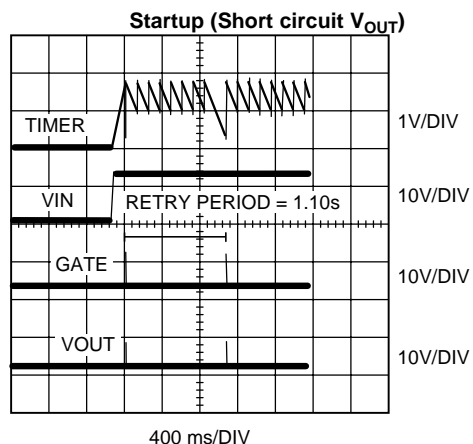 Startup (Short circuit VOUT)
TIMER
1V/DIV
VIN
10V/DIV
RETRY PERIOD = 1.10s
GATE
10V/DIV
VOUT
10V/DIV
400 ms/DIV